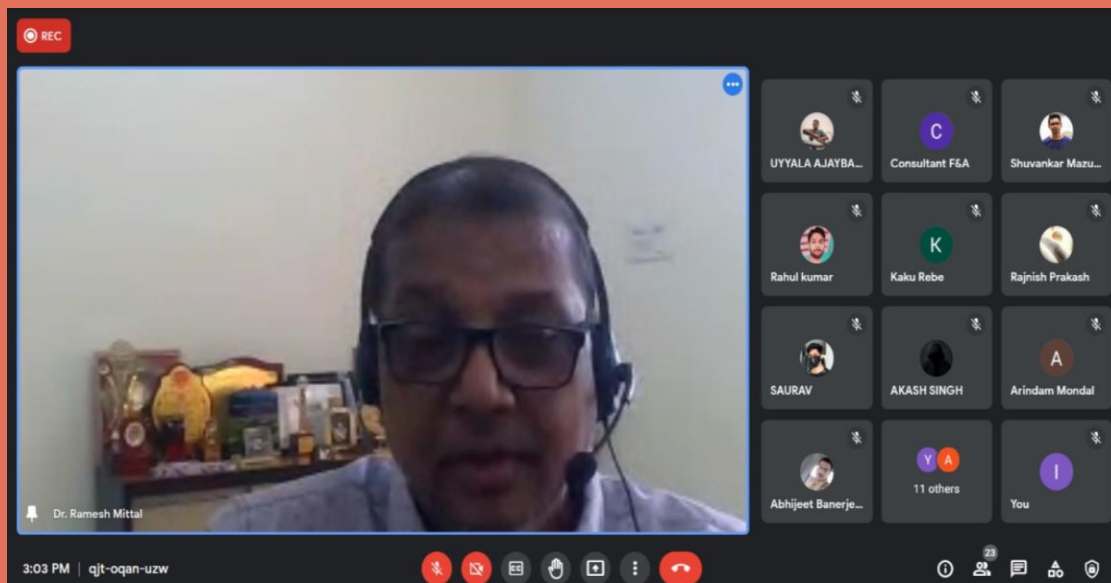 REC
UYYALA AJAYBA...
C
Consultant F&A
Shuvankar Mazu...
Rahul kumar
K
Kaku Rebe
Rajnish Prakash
SAURAV
AKASH SINGH
A
Arindam Mondal
Abhijeet Banerje...
Y A
11 others
I
You
Dr. Ramesh Mittal
3:03 PM | qjt-oqan-uzw
CC
23